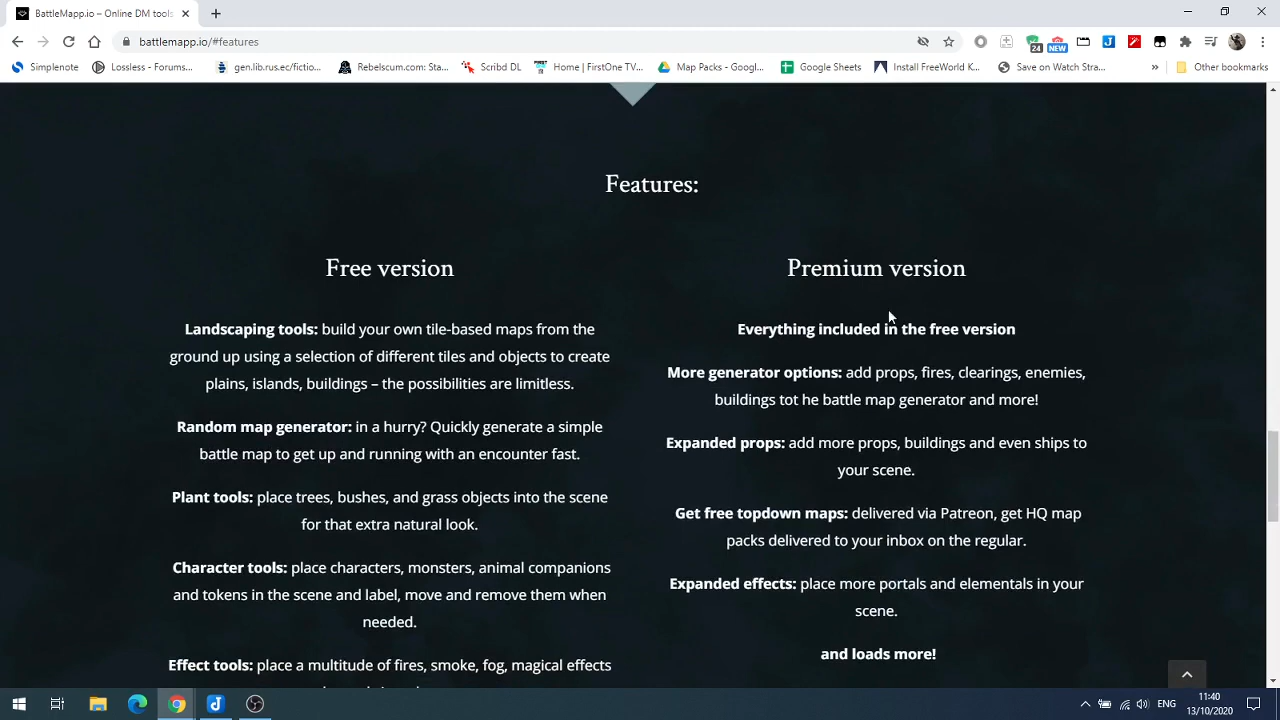 BattleMapp.io – Online DM tools
battlemapp.io/#features
24
NEW
Simplenote
Lossless - Forums...
gen.lib.rus.ec/fictio...
Rebelscum.com: Sta...
Scribd DL
Home | FirstOne TV...
Map Packs - Googl...
Google Sheets
Install FreeWorld K...
Save on Watch Stra...
»
Other bookmarks
Features:
Free version
Landscaping tools: build your own tile-based maps from the
ground up using a selection of different tiles and objects to create
plains, islands, buildings – the possibilities are limitless.
Random map generator: in a hurry? Quickly generate a simple
battle map to get up and running with an encounter fast.
Plant tools: place trees, bushes, and grass objects into the scene
for that extra natural look.
Character tools: place characters, monsters, animal companions
and tokens in the scene and label, move and remove them when
needed.
Effect tools: place a multitude of fires, smoke, fog, magical effects
Premium version
Everything included in the free version
More generator options: add props, fires, clearings, enemies,
buildings tot he battle map generator and more!
Expanded props: add more props, buildings and even ships to
your scene.
Get free topdown maps: delivered via Patreon, get HQ map
packs delivered to your inbox on the regular.
Expanded effects: place more portals and elementals in your
scene.
and loads more!
ENG
11:40
13/10/2020